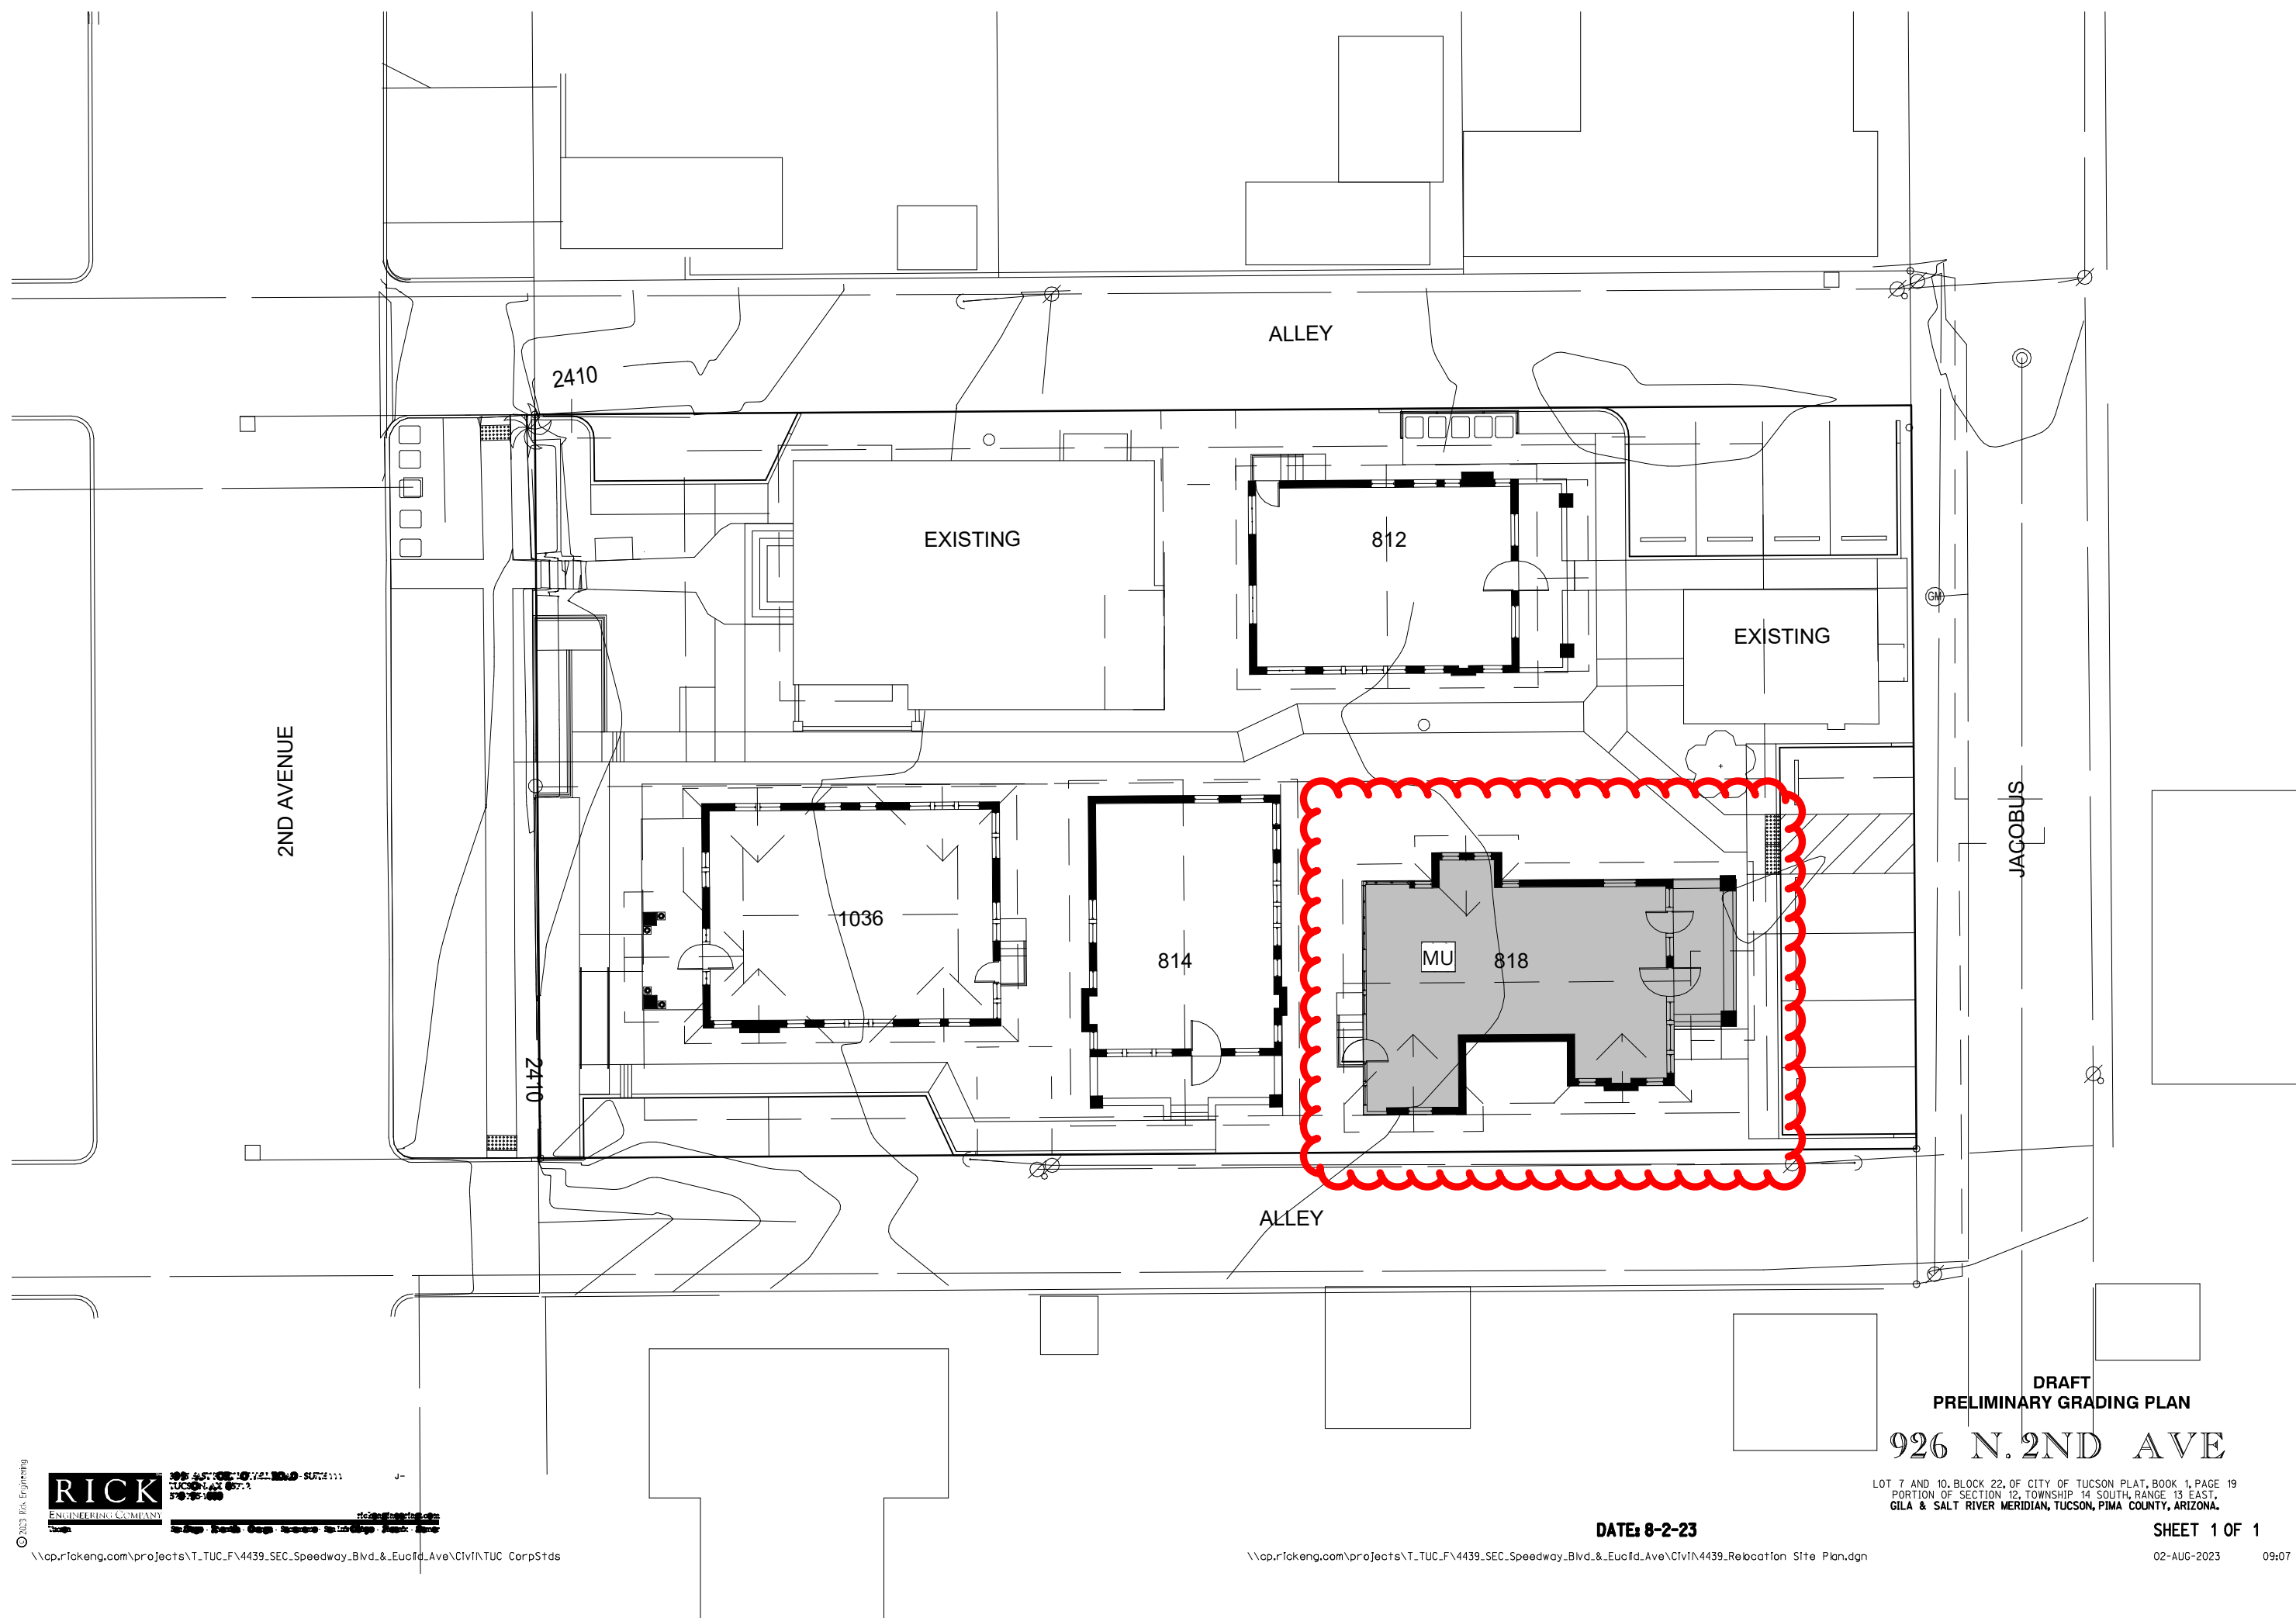 ALLEY
2410
EXISTING
812
GM
EXISTING
2ND AVENUE
JACOBUS
1036
814
MU
818
2410
ALLEY
DRAFT
PRELIMINARY GRADING PLAN
926 N. 2ND AVE
LOT 7 AND 10, BLOCK 22, OF CITY OF TUCSON PLAT, BOOK 1, PAGE 19
PORTION OF SECTION 12, TOWNSHIP 14 SOUTH, RANGE 13 EAST,
GILA & SALT RIVER MERIDIAN, TUCSON, PIMA COUNTY, ARIZONA.
© 2023 Rick Engineering
RICK
ENGINEERING COMPANY
J-
rickengineering.com
Tucson
DATE: 8-2-23
SHEET 1 OF 1
\\cp.rickeng.com\projects\T_TUC_F\4439_SEC_Speedway_Blvd_&_Euclid_Ave\Civil\TUC CorpStds
\\cp.rickeng.com\projects\T_TUC_F\4439_SEC_Speedway_Blvd_&_Euclid_Ave\Civil\4439_Relocation Site Plan.dgn
02-AUG-2023 09:07